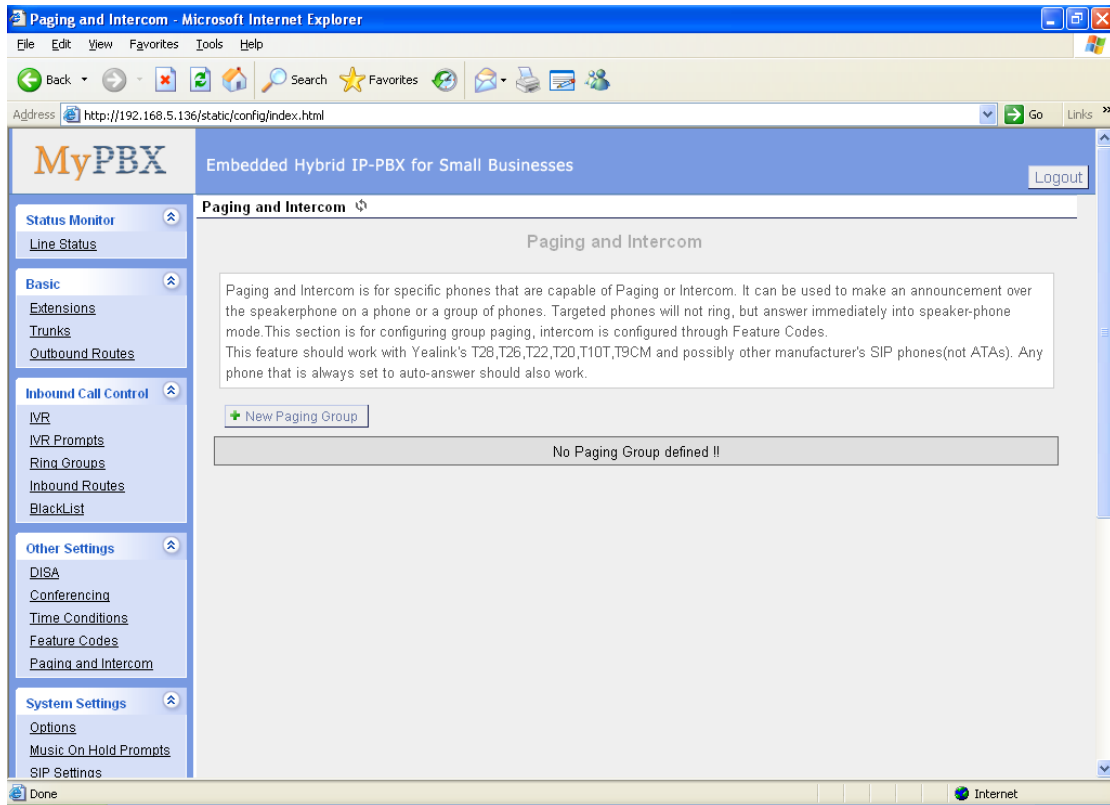 Paging and Intercom - Microsoft Internet Explorer
File Edit View Favorites Tools Help
Back Search Favorites
Address http://192.168.5.136/static/config/index.html Go Links »
MyPBX
Embedded Hybrid IP-PBX for Small Businesses
Logout
Status Monitor
Line Status
Basic
Extensions
Trunks
Outbound Routes
Inbound Call Control
IVR
IVR Prompts
Ring Groups
Inbound Routes
BlackList
Other Settings
DISA
Conferencing
Time Conditions
Feature Codes
Paging and Intercom
System Settings
Options
Music On Hold Prompts
SIP Settings
Paging and Intercom
Paging and Intercom
Paging and Intercom is for specific phones that are capable of Paging or Intercom. It can be used to make an announcement over
the speakerphone on a phone or a group of phones. Targeted phones will not ring, but answer immediately into speaker-phone
mode.This section is for configuring group paging, intercom is configured through Feature Codes.
This feature should work with Yealink's T28,T26,T22,T20,T10T,T9CM and possibly other manufacturer's SIP phones(not ATAs). Any
phone that is always set to auto-answer should also work.
New Paging Group
No Paging Group defined !!
Done
Internet